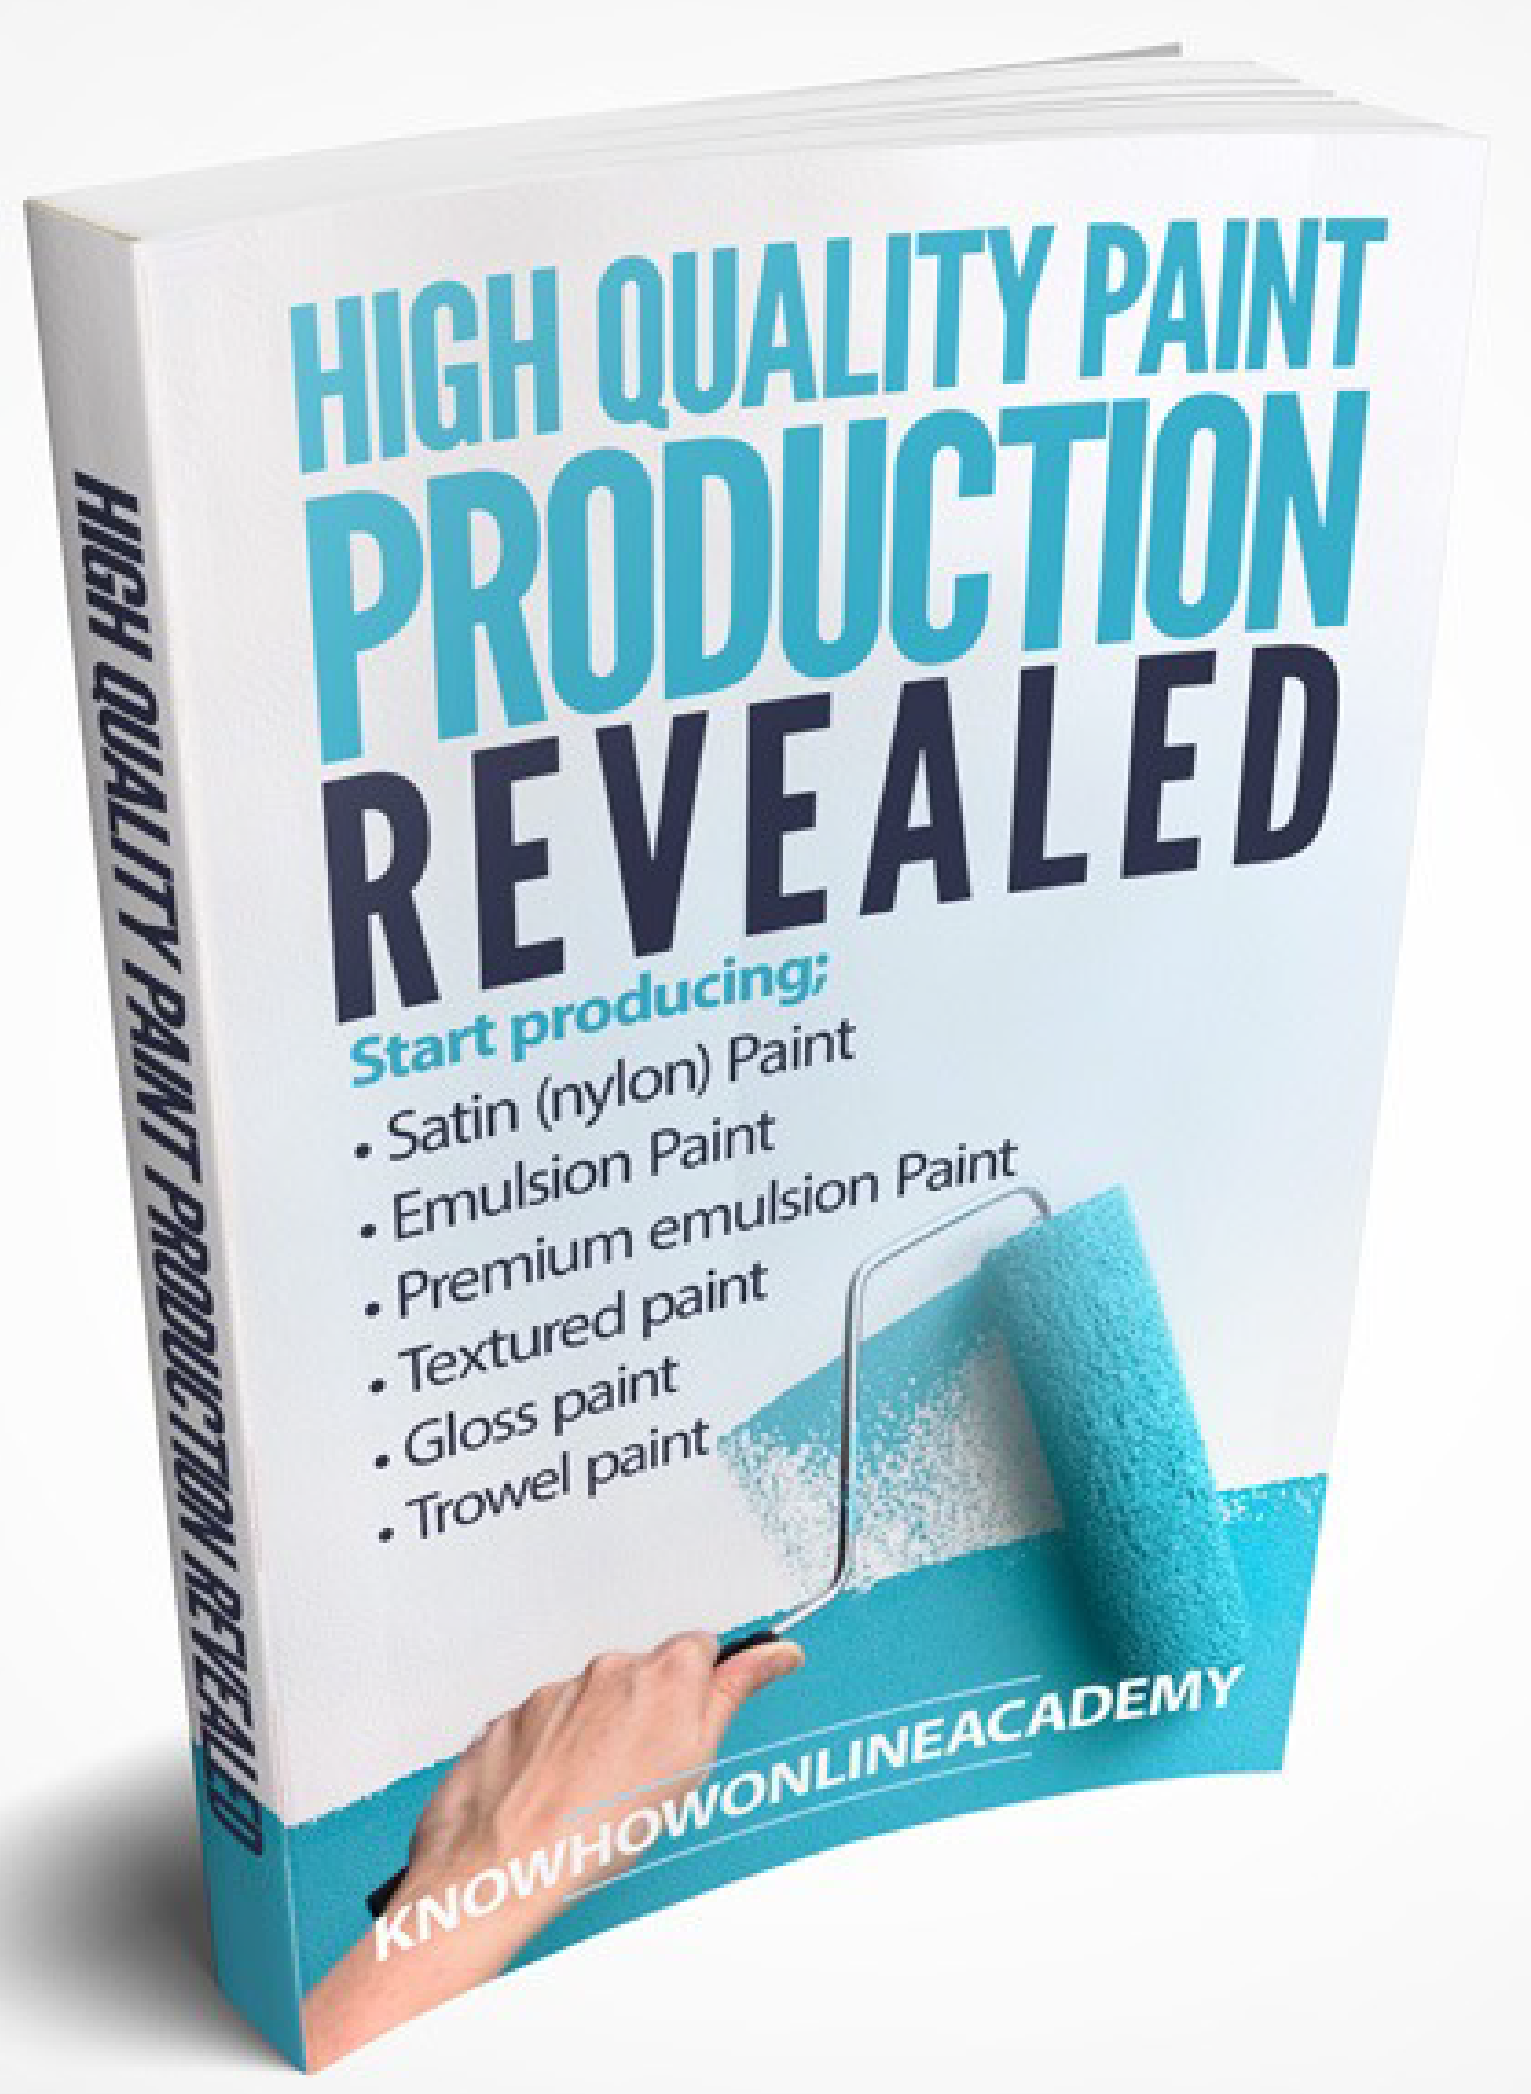 HIGH QUALITY PAINT
PRODUCTION
REVEALED
Start producing;
• Satin (nylon) Paint
• Emulsion Paint
• Premium emulsion Paint
• Textured paint
• Gloss paint
• Trowel paint
KNOWHOWONLINEACADEMY
HIGH QUALITY PAINT PRODUCTION REVEALED